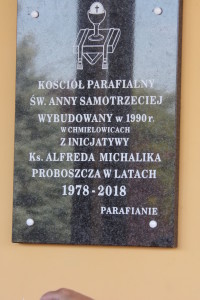 KOŚCIÓŁ PARAFIALNY
ŚW. ANNY SAMOTRZECIEJ
WYBUDOWANY w 1990 r.
W CHMIELOWICACH
Z INICJATYWY
Ks. ALFREDA MICHALIKA
PROBOSZCZA W LATACH
1978 - 2018
PARAFIANIE